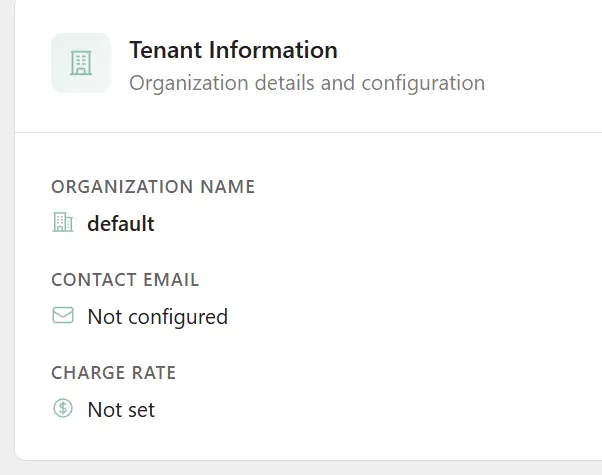 Tenant Information
Organization details and configuration
ORGANIZATION NAME
default
CONTACT EMAIL
Not configured
CHARGE RATE
Not set